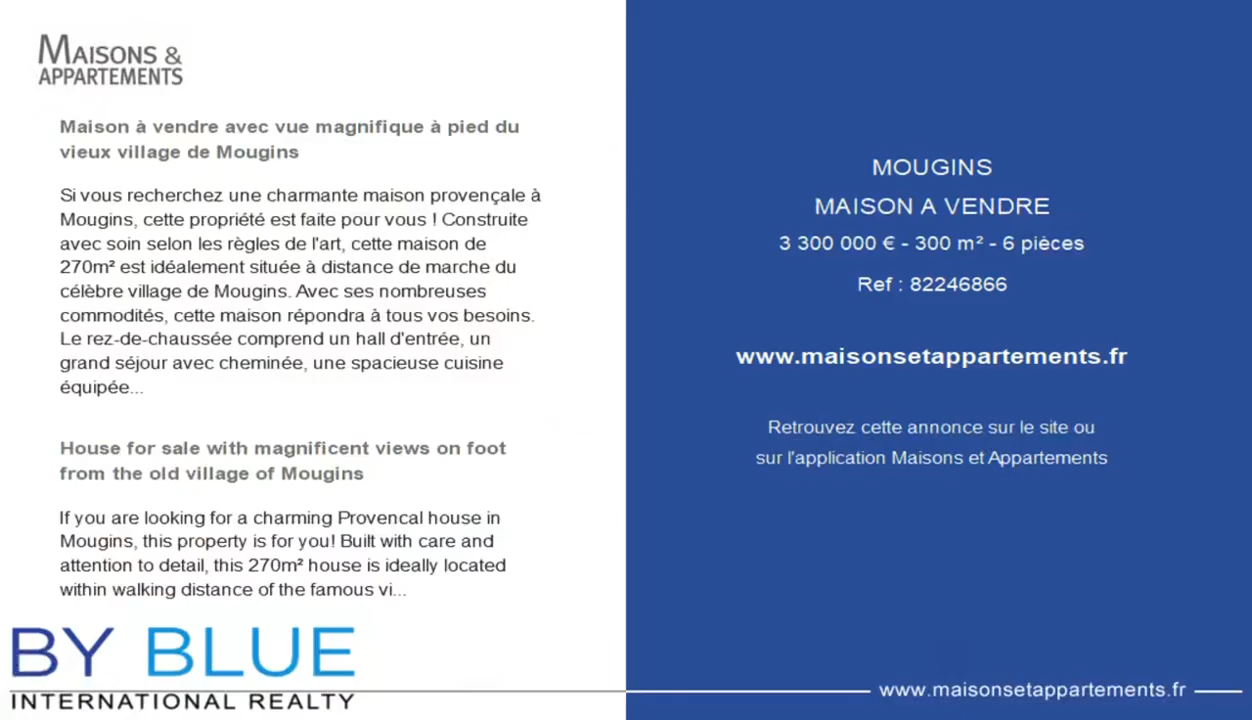 MAISONS &
APPARTEMENTS
Maison à vendre avec vue magnifique à pied du
vieux village de Mougins
Si vous recherchez une charmante maison provençale à
Mougins, cette propriété est faite pour vous ! Construite
avec soin selon les règles de l'art, cette maison de
270m² est idéalement située à distance de marche du
célèbre village de Mougins. Avec ses nombreuses
commodités, cette maison répondra à tous vos besoins.
Le rez-de-chaussée comprend un hall d'entrée, un
grand séjour avec cheminée, une spacieuse cuisine
équipée...
House for sale with magnificent views on foot
from the old village of Mougins
If you are looking for a charming Provencal house in
Mougins, this property is for you! Built with care and
attention to detail, this 270m² house is ideally located
within walking distance of the famous vi...
BY BLUE
INTERNATIONAL REALTY
MOUGINS
MAISON A VENDRE
3 300 000 € - 300 m² - 6 pièces
Ref : 82246866
www.maisonsetappartements.fr
Retrouvez cette annonce sur le site ou
sur l'application Maisons et Appartements
www.maisonsetappartements.fr